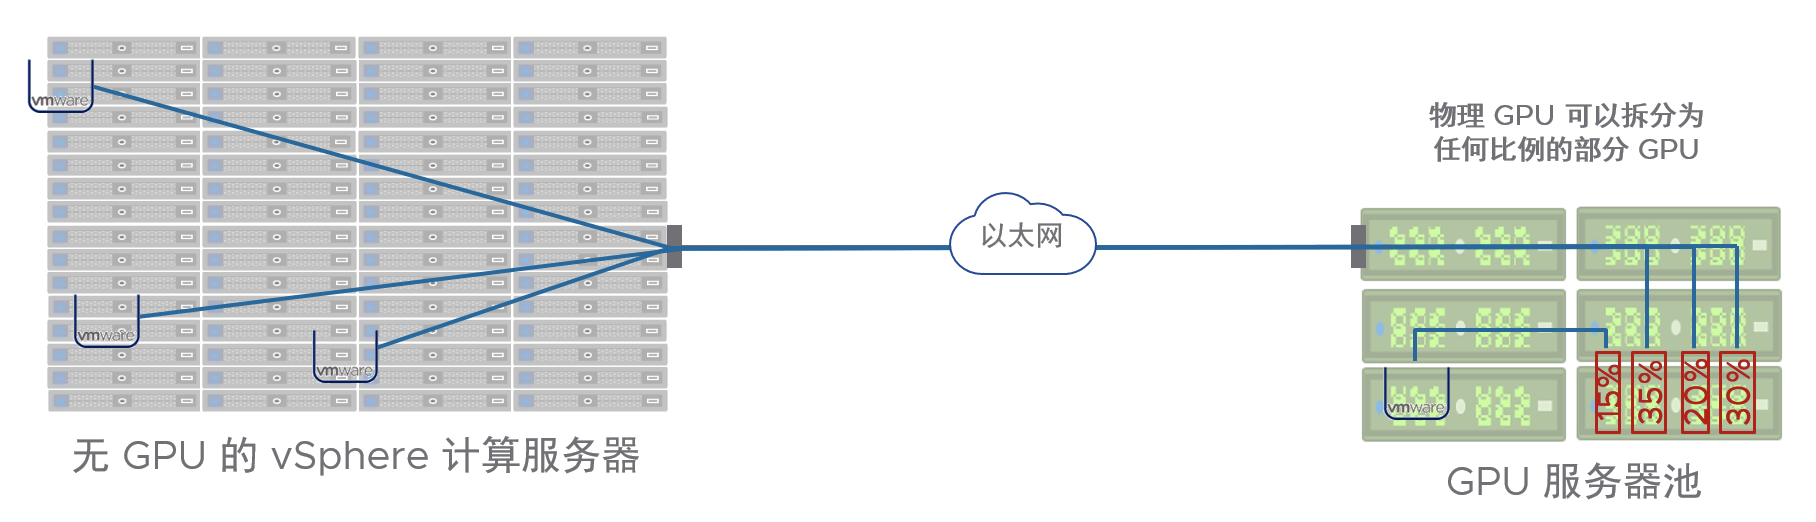 vmware
vmware
vmware
无 GPU 的 vSphere 计算服务器
以太网
物理 GPU 可以拆分为
任何比例的部分 GPU
vmware
15%
35%
20%
30%
GPU 服务器池